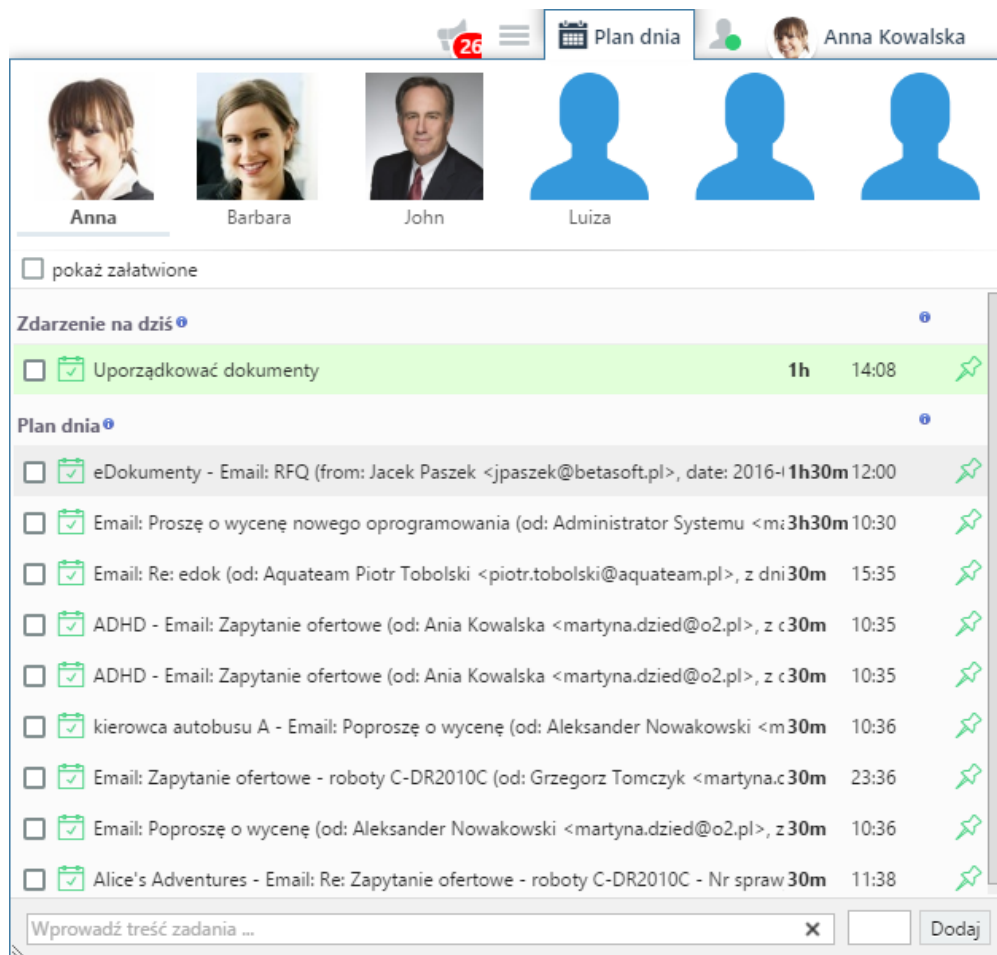 26 Plan dnia Anna Kowalska
Anna Barbara John Luiza
pokaż załatwione
Zdarzenie na dziś
Uporządkować dokumenty 1h 14:08
Plan dnia
eDokumenty - Email: RFQ (from: Jacek Paszek <jpaszek@betasoft.pl>, date: 2016- 1h30m 12:00
Email: Proszę o wycenę nowego oprogramowania (od: Administrator Systemu <ma 3h30m 10:30
Email: Re: edok (od: Aquateam Piotr Tobolski <piotr.tobolski@aquateam.pl>, z dni 30m 15:35
ADHD - Email: Zapytanie ofertowe (od: Ania Kowalska <martyna.dzied@o2.pl>, z 30m 10:35
ADHD - Email: Zapytanie ofertowe (od: Ania Kowalska <martyna.dzied@o2.pl>, z 30m 10:35
kierowca autobusu A - Email: Poproszę o wycenę (od: Aleksander Nowakowski <m 30m 10:36
Email: Zapytanie ofertowe - roboty C-DR2010C (od: Grzegorz Tomczyk <martyna. 30m 23:36
Email: Poproszę o wycenę (od: Aleksander Nowakowski <martyna.dzied@o2.pl>, z 30m 10:36
Alice's Adventures - Email: Re: Zapytanie ofertowe - roboty C-DR2010C - Nr spraw 30m 11:38
Wprowadź treść zadania ... Dodaj